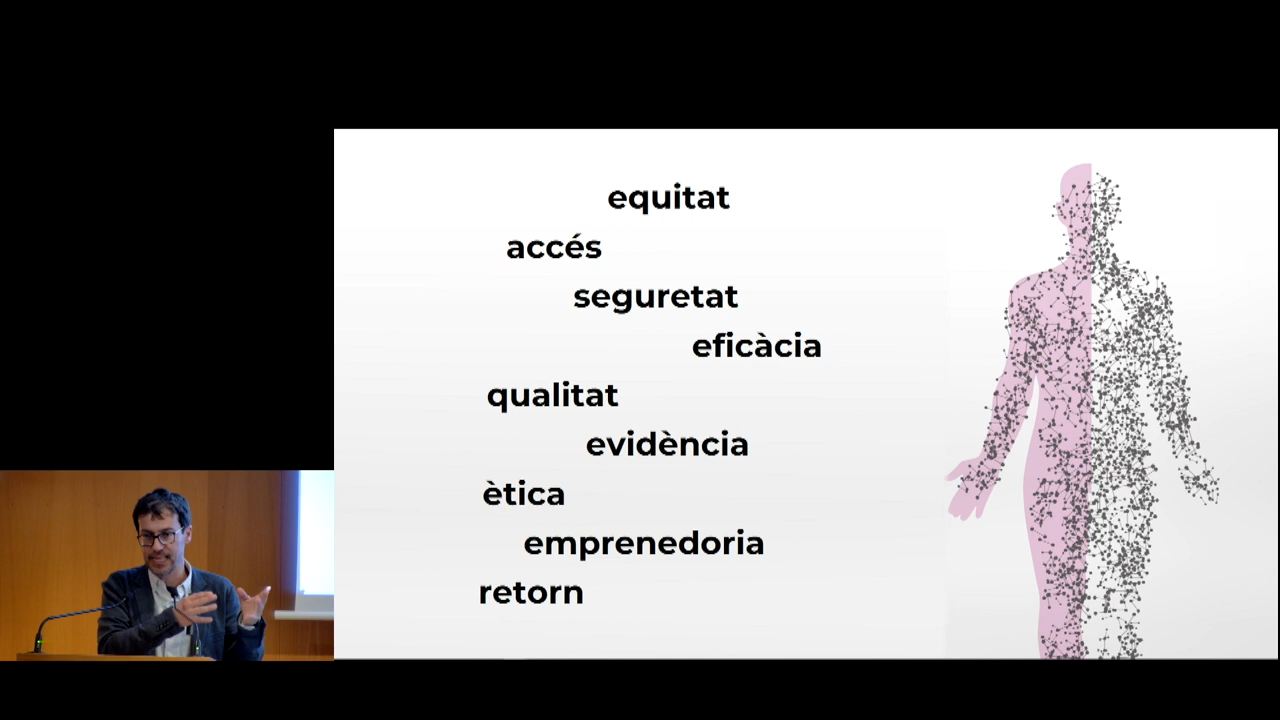 equitat
accés
seguretat
eficàcia
qualitat
evidència
ètica
emprenedoria
retorn